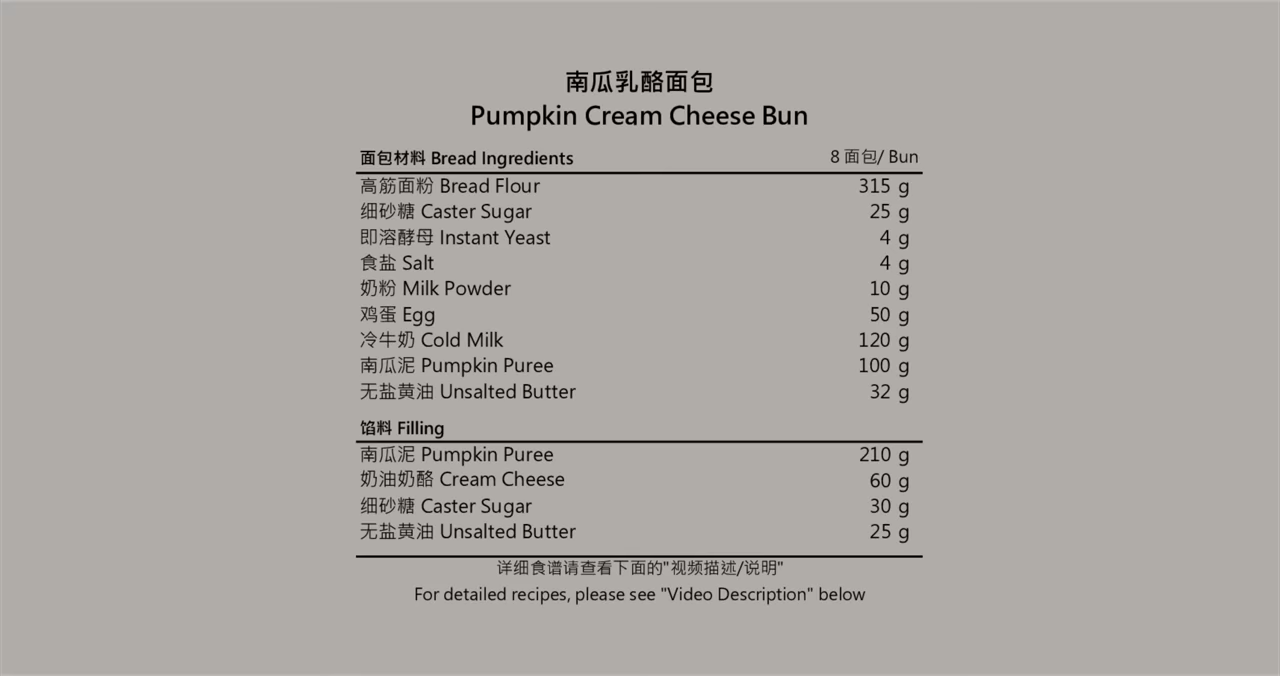 南瓜乳酪面包
Pumpkin Cream Cheese Bun
面包材料 Bread Ingredients 8 面包/ Bun
高筋面粉 Bread Flour 315 g
细砂糖 Caster Sugar 25 g
即溶酵母 Instant Yeast 4 g
食盐 Salt 4 g
奶粉 Milk Powder 10 g
鸡蛋 Egg 50 g
冷牛奶 Cold Milk 120 g
南瓜泥 Pumpkin Puree 100 g
无盐黄油 Unsalted Butter 32 g
馅料 Filling
南瓜泥 Pumpkin Puree 210 g
奶油奶酪 Cream Cheese 60 g
细砂糖 Caster Sugar 30 g
无盐黄油 Unsalted Butter 25 g
详细食谱请查看下面的"视频描述/说明"
For detailed recipes, please see "Video Description" below